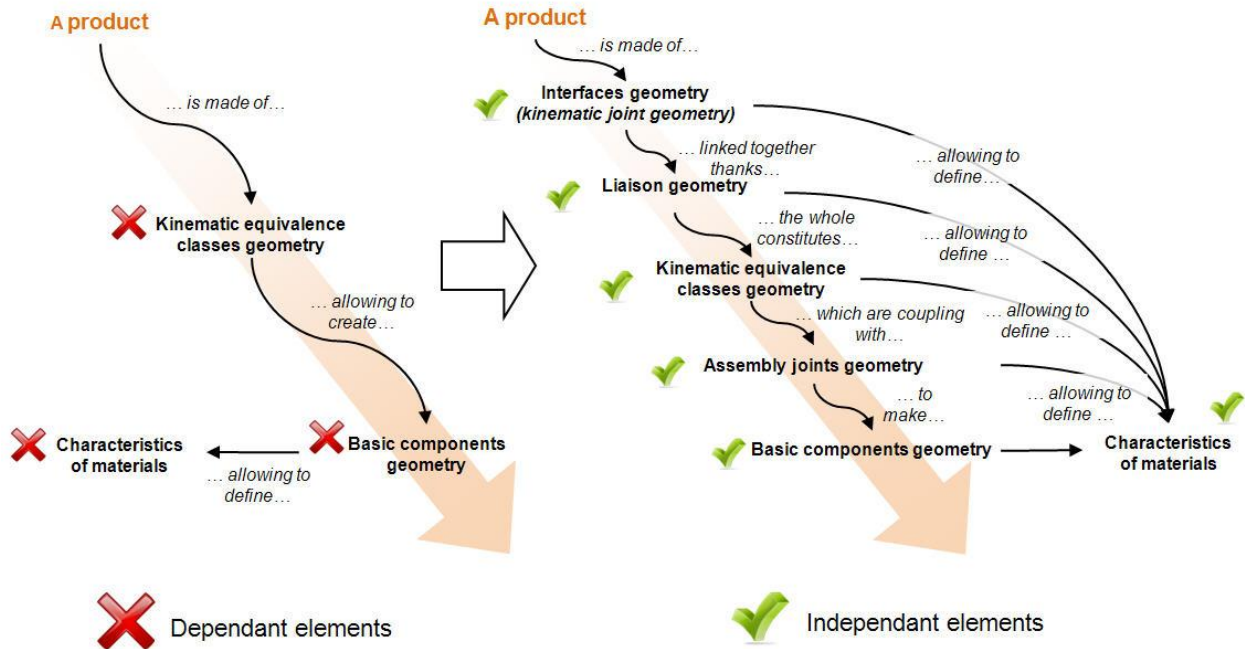 A product
… is made of…
Kinematic equivalence
classes geometry
… allowing to
create…
Basic components
geometry
Characteristics
of materials
… allowing to
define…
Dependant elements
A product
… is made of…
Interfaces geometry
(kinematic joint geometry)
… allowing to
define…
… linked together
thanks…
Liaison geometry
… allowing to
define …
… the whole
constitutes…
Kinematic equivalence
classes geometry
… allowing to
define …
… which are coupling
with…
Assembly joints geometry
… allowing to
define …
… to
make…
Basic components geometry
Characteristics
of materials
Independant elements